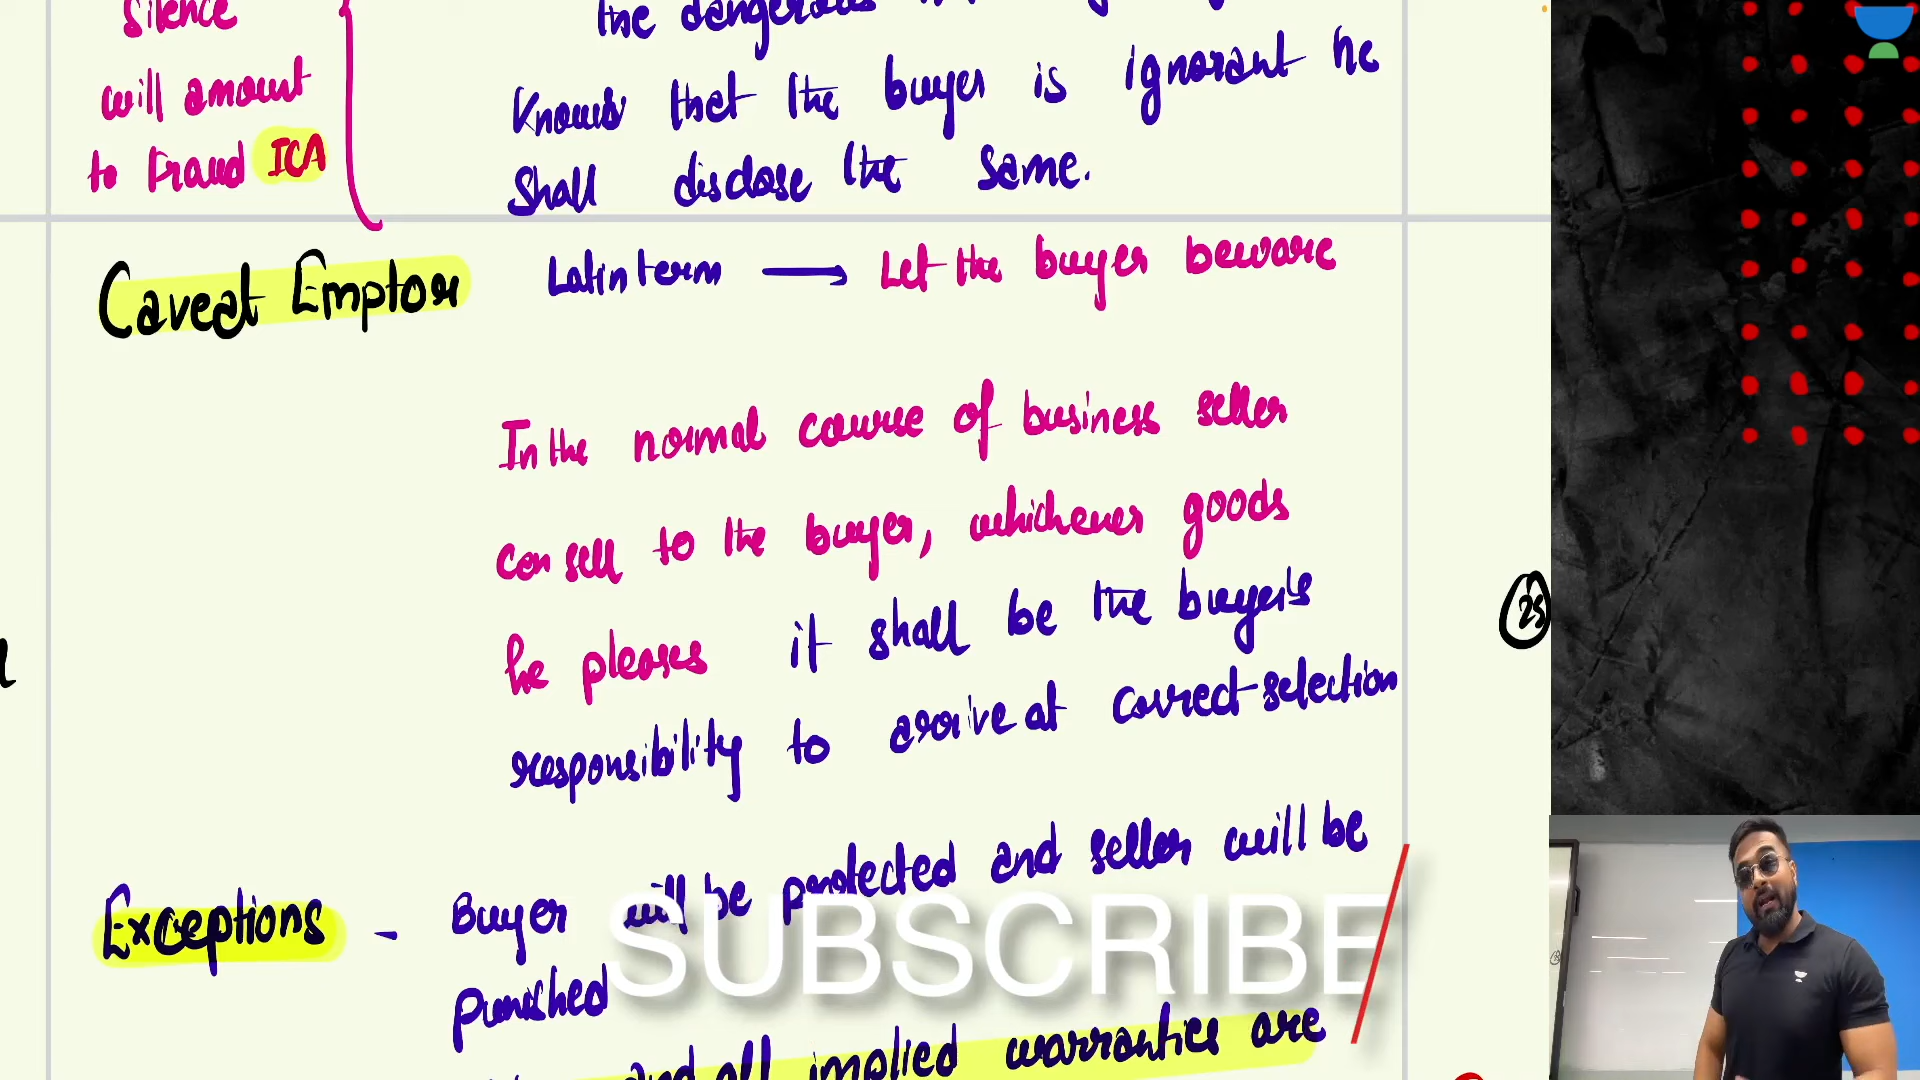 Silence
the dangerous
will amount
Knows that the buyer is ignorant he
to Fraud ICA
Shall disclose the same.
Caveat Emptor
Latin term → Let the buyer beware
In the normal course of business seller
can sell to the buyer, whichever goods
he pleases it shall be the buyer's
responsibility to arrive at correct selection
25
Exceptions - Buyer will be protected and seller will be
punished
SUBSCRIBE
and all implied warranties are